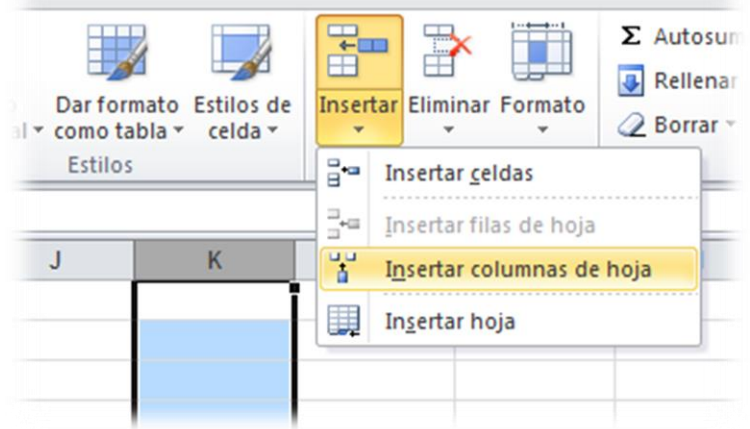 Σ Autosum
Rellenar
Borrar
Dar formato como tabla
Estilos de celda
Insertar
Eliminar
Formato
Estilos
Insertar celdas
Insertar filas de hoja
Insertar columnas de hoja
Insertar hoja
J
K